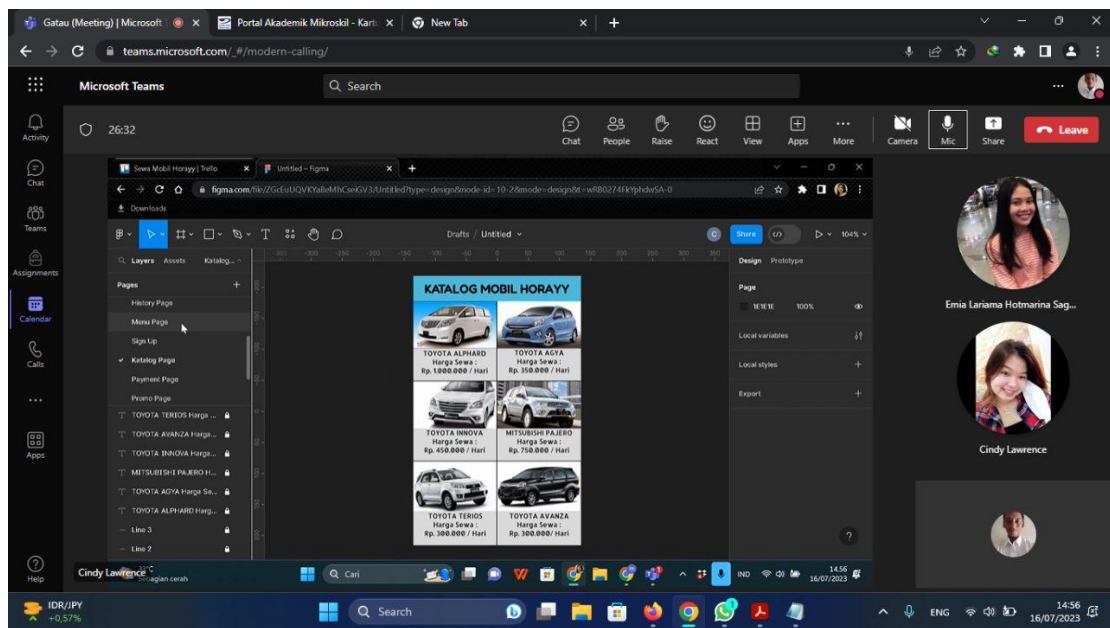 Gatau (Meeting) | Microsoft
Portal Akademik Mikroskil - Kart
New Tab
teams.microsoft.com/_#/modern-calling/
Microsoft Teams
Search
26:32
Chat
People
Raise
React
View
Apps
More
Camera
Mic
Share
Leave
Activity
Chat
Teams
Assignments
Calendar
Calls
Apps
Help
Sewa Mobil Horayy | Trello
Untitled – Figma
Downloads
Drafts / Untitled
C
Share
104%
Layers
Assets
Katalog...
Design
Prototype
Pages
History Page
Menu Page
Sign Up
Katalog Page
Payment Page
Promo Page
TOYOTA TERIOS Harga ...
TOYOTA AVANZA Harga...
TOYOTA INNOVA Harga...
MITSUBISHI PAJERO H...
TOYOTA AGYA Harga Se...
TOYOTA ALPHARD Harg...
Line 3
Line 2
KATALOG MOBIL HORAYY
TOYOTA ALPHARD
Harga Sewa :
Rp. 1.000.000 / Hari
TOYOTA AGYA
Harga Sewa :
Rp. 350.000 / Hari
TOYOTA INNOVA
Harga Sewa :
Rp. 450.000 / Hari
MITSUBISHI PAJERO
Harga Sewa :
Rp. 750.000 / Hari
TOYOTA TERIOS
Harga Sewa :
Rp. 300.000 / Hari
TOYOTA AVANZA
Harga Sewa :
Rp. 300.000/ Hari
Page
1E1E1E 100%
Local variables
Local styles
Export
?
Emia Lariama Hotmarina Sag...
Cindy Lawrence
Cindy Lawrence
Sebagian cerah
Cari
IND
14.56
16/07/2023
IDR/JPY
+0,57%
Search
ENG
14:56
16/07/2023